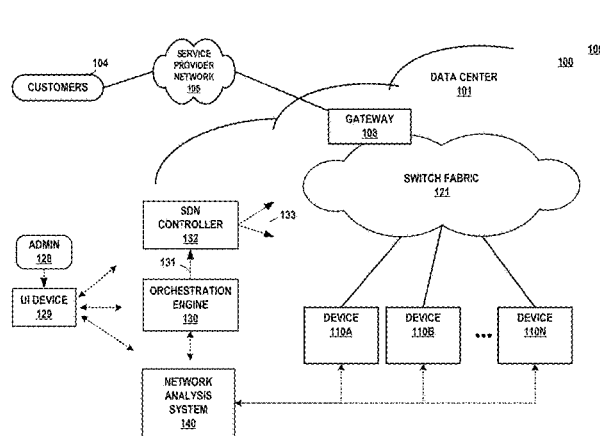 104
CUSTOMERS
SERVICE
PROVIDER
NETWORK
106
100
10
DATA CENTER
101
GATEWAY
108
SWITCH FABRIC
121
SDN
CONTROLLER
132
133
ADMIN
128
131
UI DEVICE
129
ORCHESTRATION
ENGINE
130
DEVICE
110A
DEVICE
110B
...
DEVICE
110N
NETWORK
ANALYSIS
SYSTEM
140